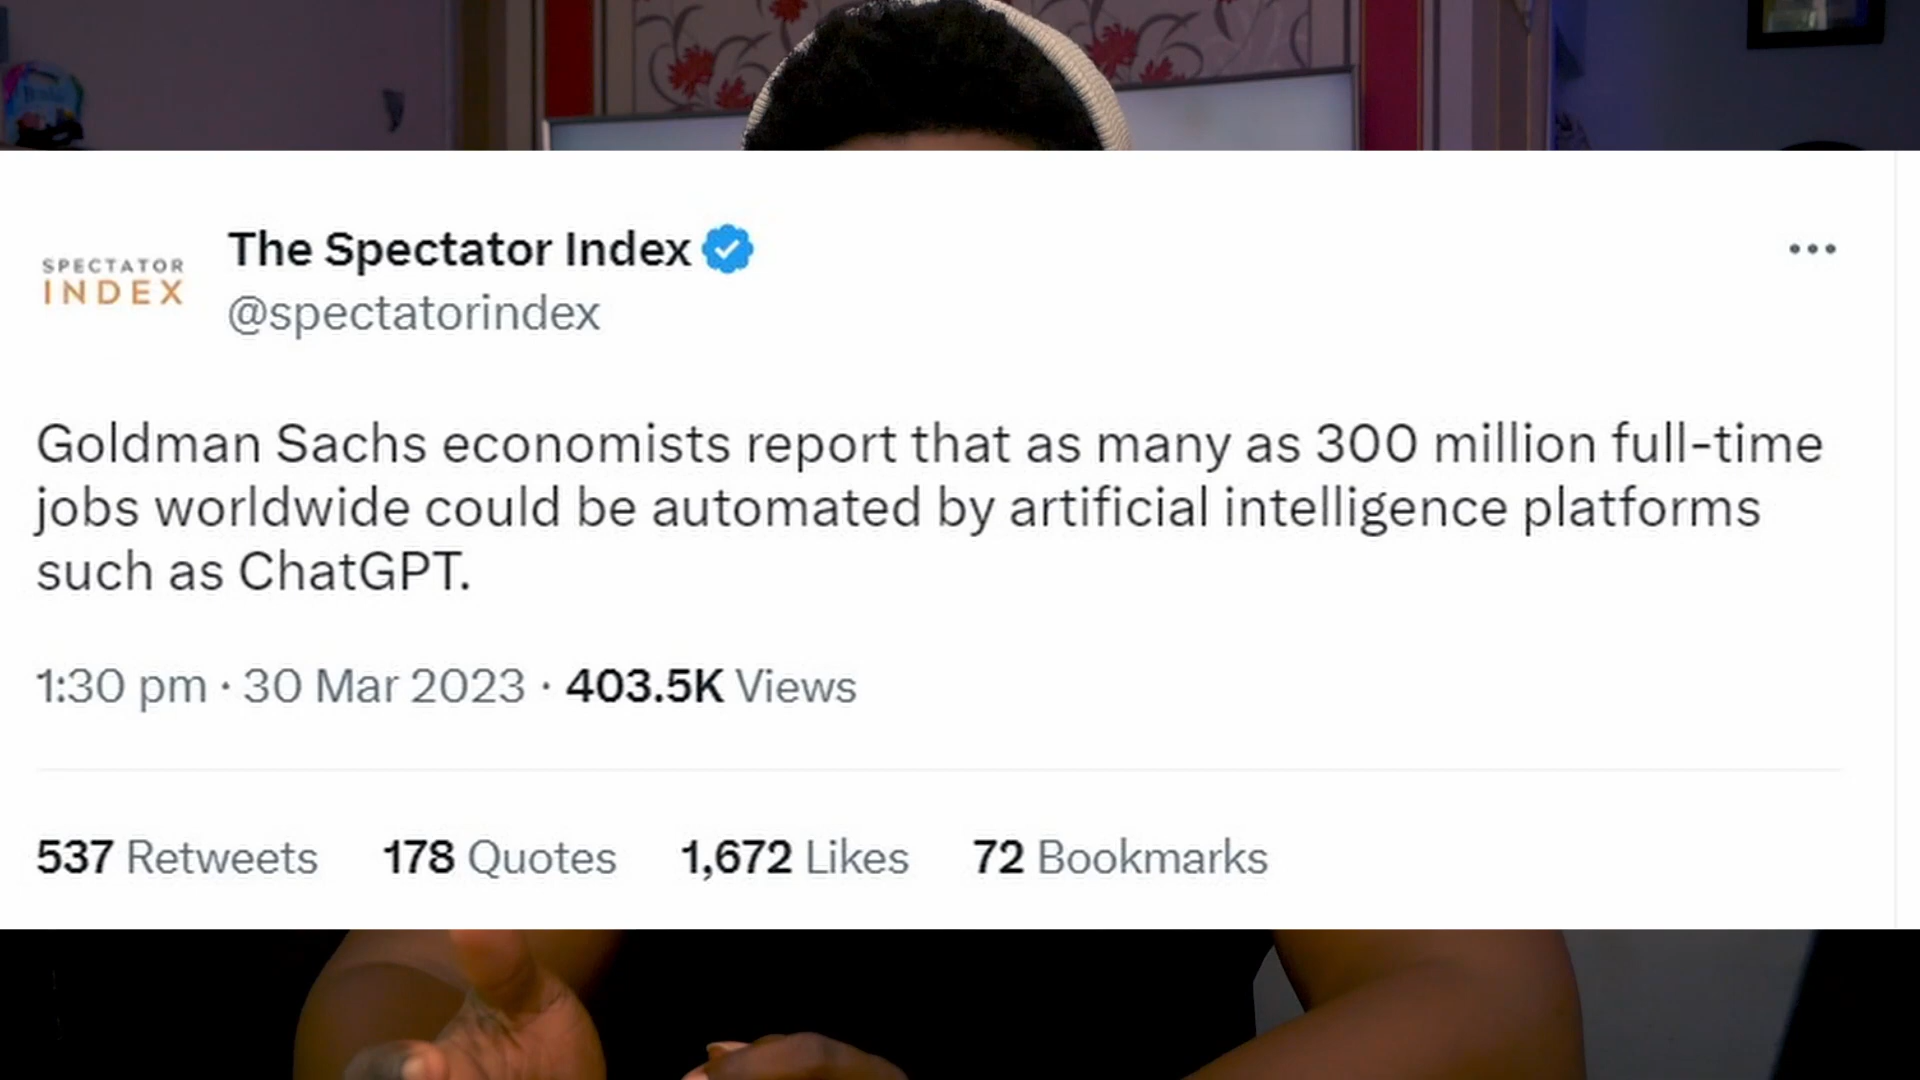 SPECTATOR
INDEX
The Spectator Index
@spectatorindex
Goldman Sachs economists report that as many as 300 million full-time
jobs worldwide could be automated by artificial intelligence platforms
such as ChatGPT.
1:30 pm · 30 Mar 2023 · 403.5K Views
537 Retweets 178 Quotes 1,672 Likes 72 Bookmarks